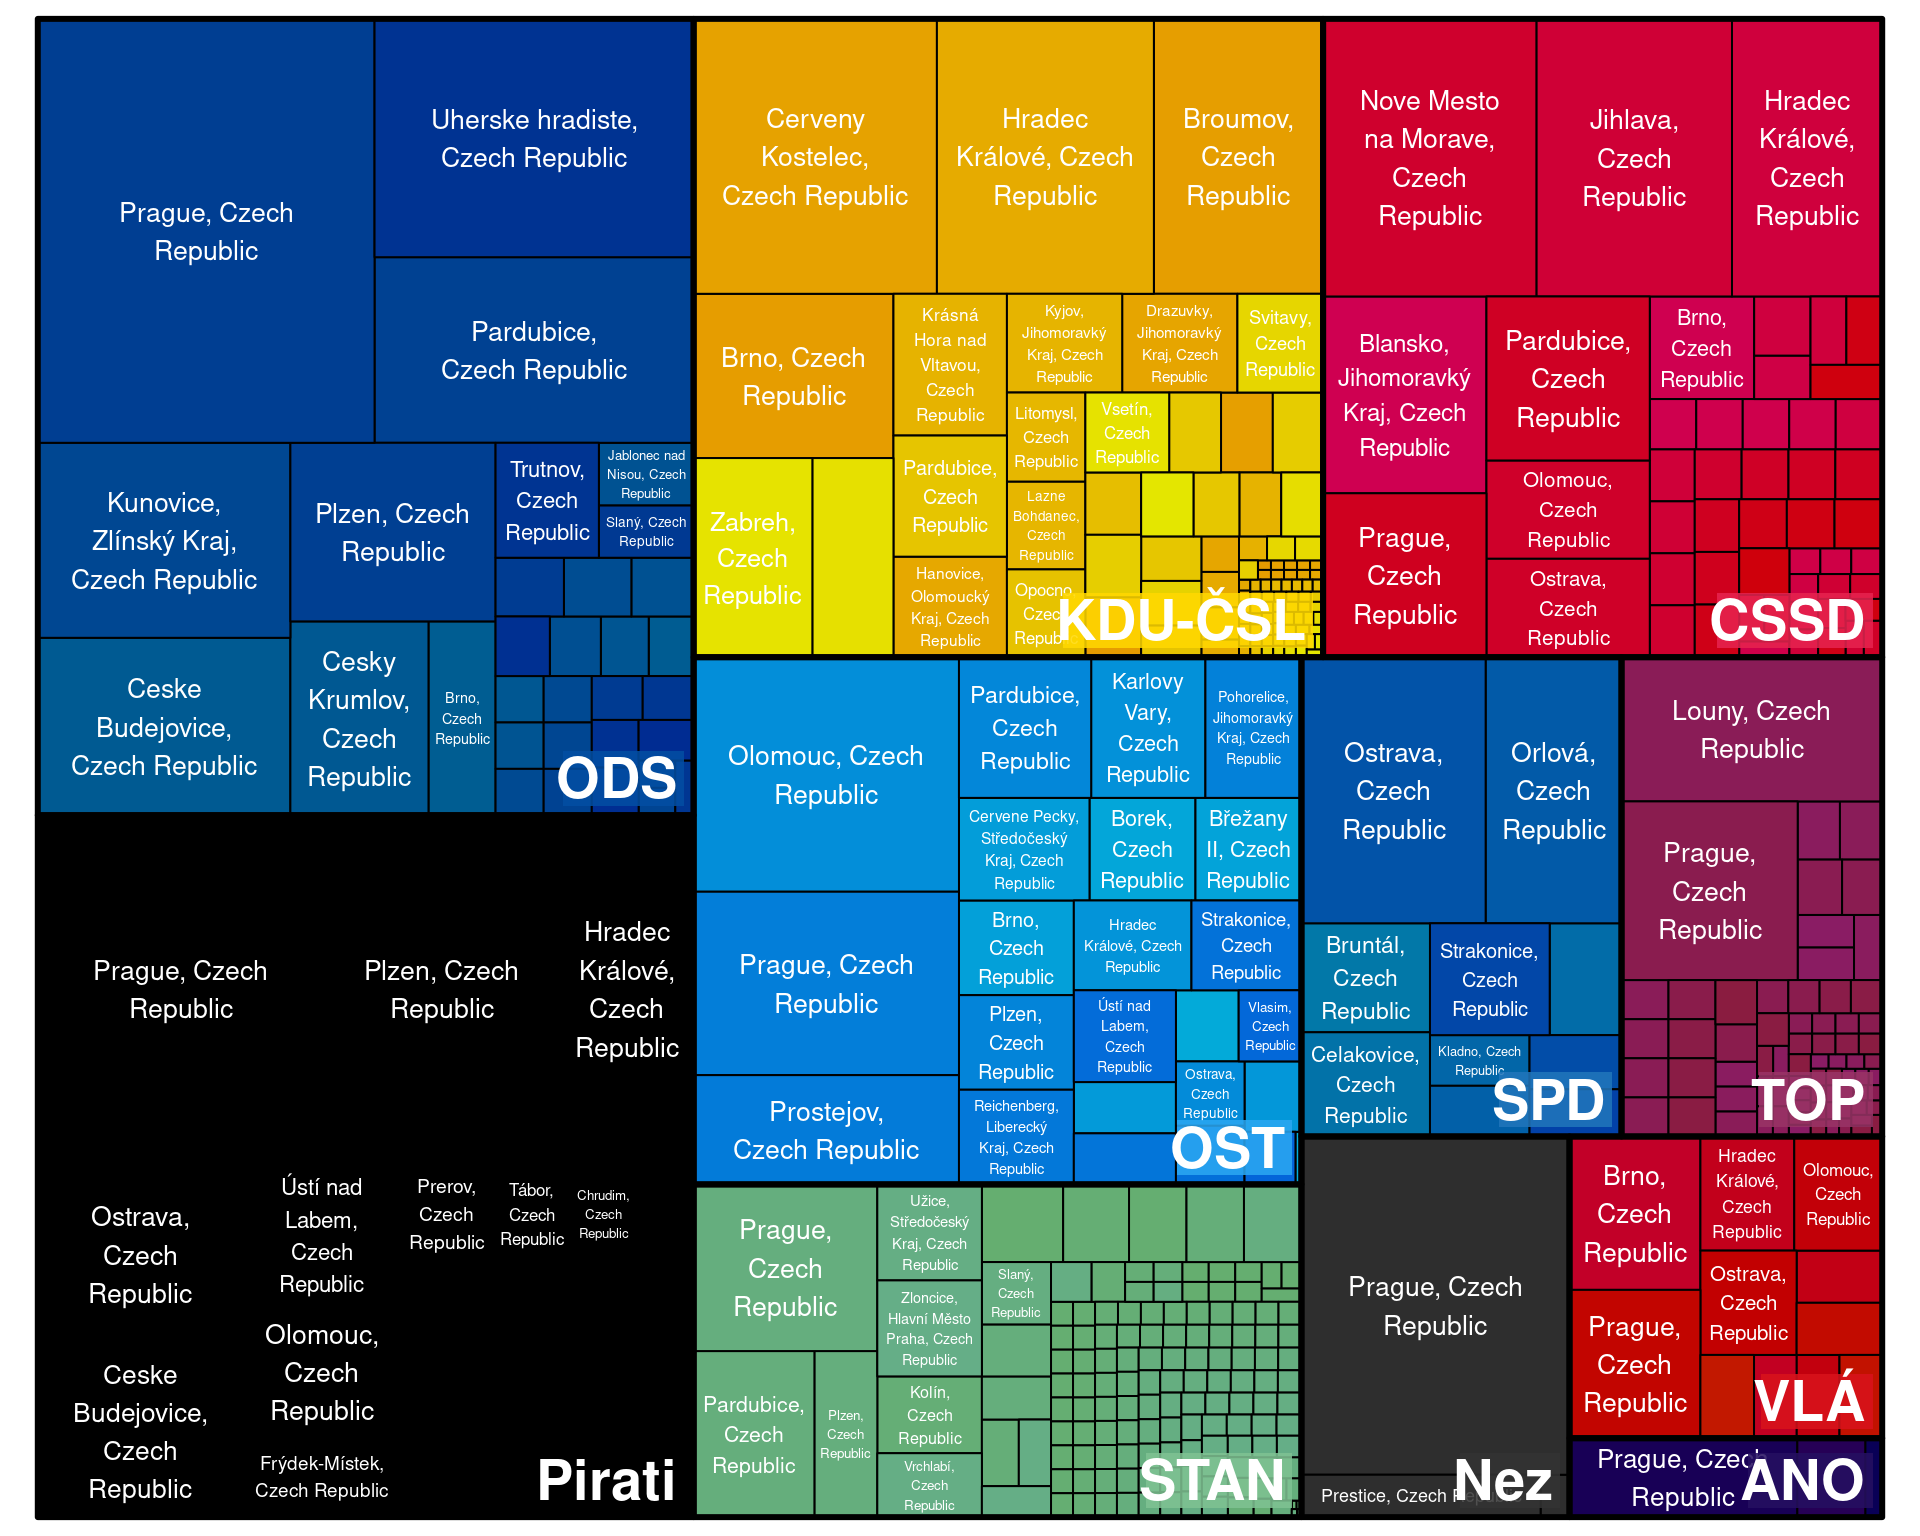 Prague, Czech
Republic
Uherske hradiste,
Czech Republic
Pardubice,
Czech Republic
Kunovice,
Zlínský Kraj,
Czech Republic
Ceske
Budejovice,
Czech Republic
Plzen, Czech
Republic
Cesky
Krumlov,
Czech
Republic
Brno,
Czech
Republic
Trutnov,
Czech
Republic
Jablonec nad
Nisou, Czech
Republic
Slaný, Czech
Republic
ODS
Cerveny
Kostelec,
Czech Republic
Hradec
Králové, Czech
Republic
Broumov,
Czech
Republic
Brno, Czech
Republic
Zabreh,
Czech
Republic
Krásná
Hora nad
Vltavou,
Czech
Republic
Pardubice,
Czech
Republic
Hanovice,
Olomoucký
Kraj, Czech
Republic
Kyjov,
Jihomoravký
Kraj, Czech
Republic
Drazuvky,
Jihomoravký
Kraj, Czech
Republic
Svitavy,
Czech
Republic
Litomysl,
Czech
Republic
Vsetín,
Czech
Republic
Lazne
Bohdanec,
Czech
Republic
Opocno,
Czech
Republic
KDU-ČSL
Nove Mesto
na Morave,
Czech
Republic
Jihlava,
Czech
Republic
Hradec
Králové,
Czech
Republic
Blansko,
Jihomoravký
Kraj, Czech
Republic
Prague,
Czech
Republic
Pardubice,
Czech
Republic
Olomouc,
Czech
Republic
Ostrava,
Czech
Republic
Brno,
Czech
Republic
CSSD
Prague, Czech
Republic
Plzen, Czech
Republic
Hradec
Králové,
Czech
Republic
Ostrava,
Czech
Republic
Ceske
Budejovice,
Czech
Republic
Ústí nad
Labem,
Czech
Republic
Olomouc,
Czech
Republic
Frýdek-Místek,
Czech Republic
Prerov,
Czech
Republic
Tábor,
Czech
Republic
Chrudim,
Czech
Republic
Pirati
Olomouc, Czech
Republic
Prague, Czech
Republic
Prostejov,
Czech Republic
Pardubice,
Czech
Republic
Karlovy
Vary,
Czech
Republic
Pohorelice,
Jihomoravký
Kraj, Czech
Republic
Cervene Pecky,
Středočeský
Kraj, Czech
Republic
Borek,
Czech
Republic
Břežany
II, Czech
Republic
Brno,
Czech
Republic
Hradec
Králové, Czech
Republic
Strakonice,
Czech
Republic
Plzen,
Czech
Republic
Ústí nad
Labem,
Czech
Republic
Vlasim,
Czech
Republic
Reichenberg,
Liberecký
Kraj, Czech
Republic
Ostrava,
Czech
Republic
OST
Ostrava,
Czech
Republic
Orlová,
Czech
Republic
Bruntál,
Czech
Republic
Strakonice,
Czech
Republic
Celakovice,
Czech
Republic
Kladno, Czech
Republic
SPD
Louny, Czech
Republic
Prague,
Czech
Republic
TOP
Prague,
Czech
Republic
Pardubice,
Czech
Republic
Plzen,
Czech
Republic
Užice,
Středočeský
Kraj, Czech
Republic
Zloncice,
Hlavní Město
Praha, Czech
Republic
Kolín,
Czech
Republic
Vrchlabí,
Czech
Republic
Slaný,
Czech
Republic
STAN
Prague, Czech
Republic
Prestice, Czech Republic
Nez
Brno,
Czech
Republic
Prague,
Czech
Republic
Hradec
Králové,
Czech
Republic
Olomouc,
Czech
Republic
Ostrava,
Czech
Republic
VLÁ
Prague, Czech
Republic
ANO